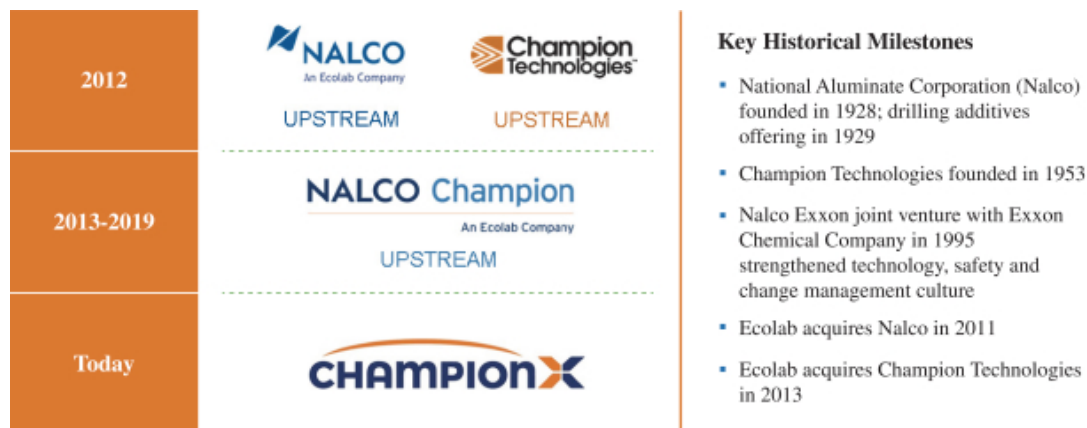 2012
NALCO
An Ecolab Company
UPSTREAM
Champion
Technologies
UPSTREAM
2013-2019
NALCO Champion
An Ecolab Company
UPSTREAM
Today
CHAMPIONX
Key Historical Milestones
▪ National Aluminate Corporation (Nalco)
founded in 1928; drilling additives
offering in 1929
▪ Champion Technologies founded in 1953
▪ Nalco Exxon joint venture with Exxon
Chemical Company in 1995
strengthened technology, safety and
change management culture
▪ Ecolab acquires Nalco in 2011
▪ Ecolab acquires Champion Technologies
in 2013